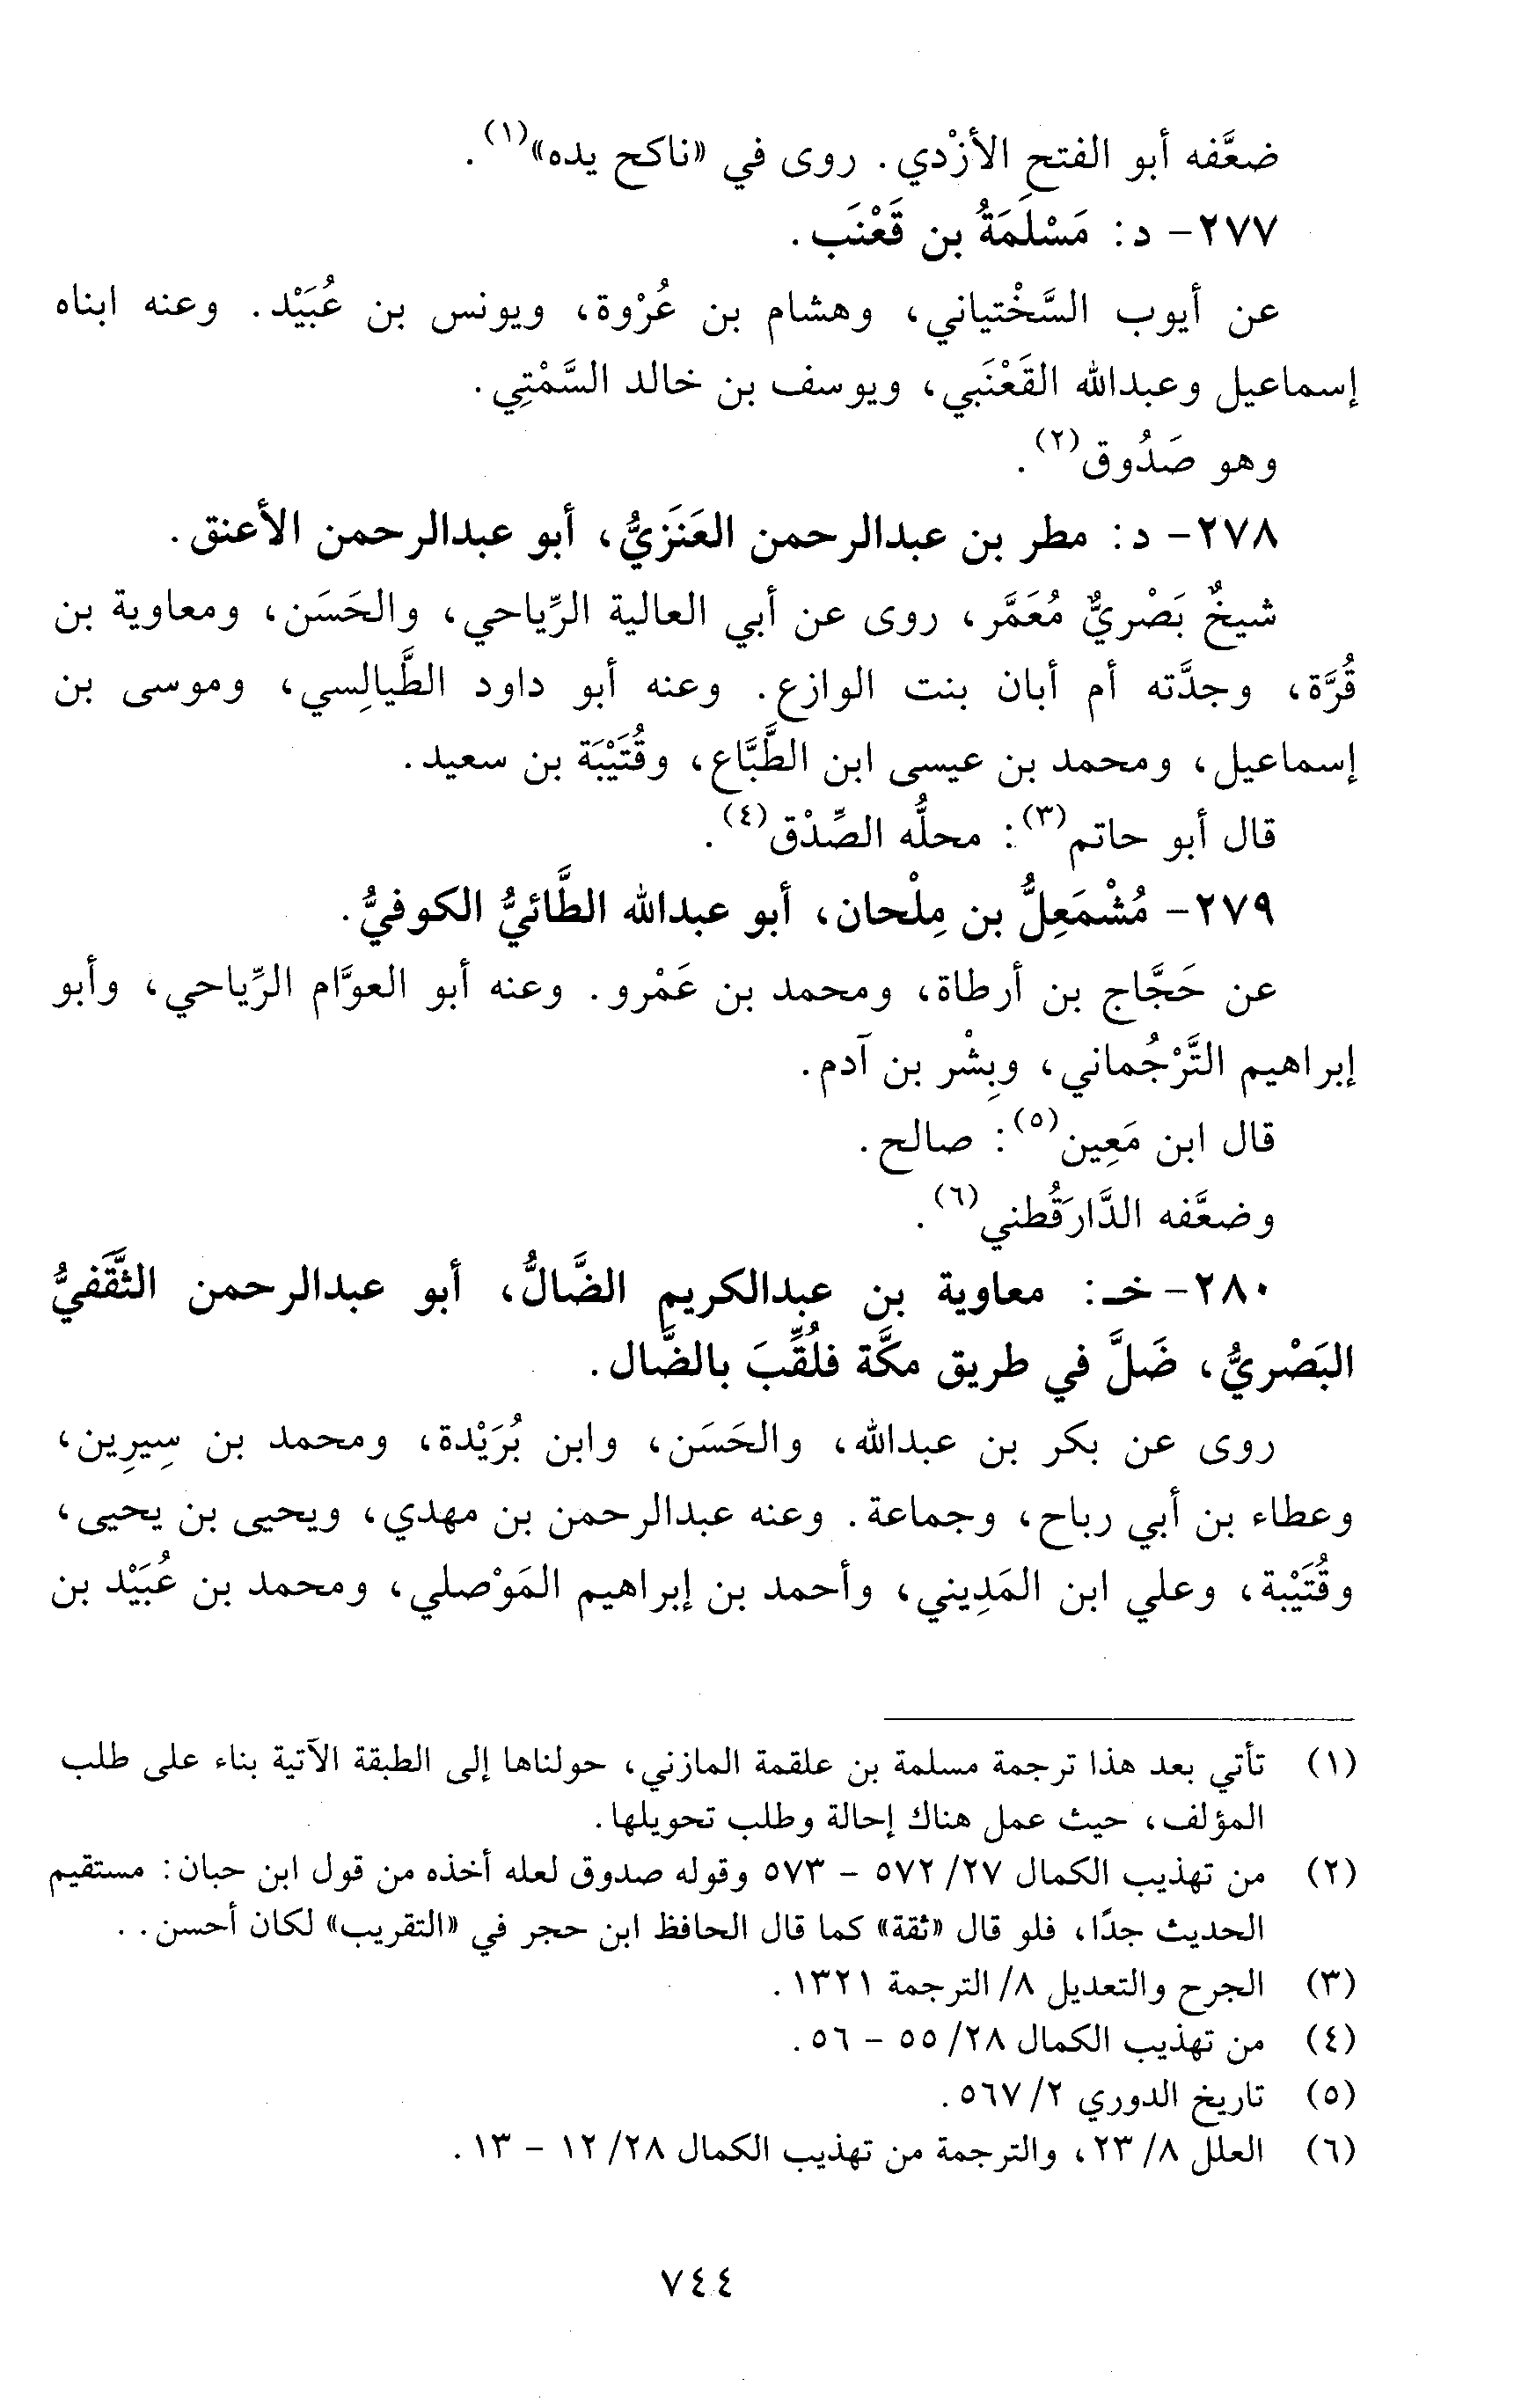 ضعَّفه أبو الفتح الأزْدي. روى في «ناكح يده»(١).
٢٧٧- د: مَسْلَمَةُ بن قَعْنَب.
عن أيوب السَّخْتياني، وهشام بن عُرْوة، ويونس بن عُبَيْد. وعنه ابناه
إسماعيل وعبدالله القَعْنَبي، ويوسف بن خالد السَّمْتِي.
وهو صَدُوق(٢).
٢٧٨- د: مطر بن عبدالرحمن العَنَزيُّ، أبو عبدالرحمن الأعنق.
شيخٌ بَصْريٌّ مُعَمَّر، روى عن أبي العالية الرِّياحي، والحَسَن، ومعاوية بن
قُرَّة، وجدَّته أم أبان بنت الوازع. وعنه أبو داود الطَّيالِسي، وموسى بن
إسماعيل، ومحمد بن عيسى ابن الطَّبَّاع، وقُتَيْبَة بن سعيد.
قال أبو حاتم(٣): محلُّه الصِّدْق(٤).
٢٧٩- مُشْمَعِلُّ بن مِلْحان، أبو عبدالله الطَّائيُّ الكوفيُّ.
عن حَجَّاج بن أرطاة، ومحمد بن عَمْرو. وعنه أبو العوَّام الرِّياحي، وأبو
إبراهيم التَّرْجُماني، وبِشْر بن آدم.
قال ابن مَعِين(٥): صالح.
وضعَّفه الدَّارَقُطني(٦).
٢٨٠- خـ: معاوية بن عبدالكريم الضَّالُّ، أبو عبدالرحمن الثَّقَفيُّ
البَصْريُّ، ضَلَّ في طريق مكَّة فلُقِّبَ بالضَّال.
روى عن بكر بن عبدالله، والحَسَن، وابن بُرَيْدة، ومحمد بن سِيرِين،
وعطاء بن أبي رباح، وجماعة. وعنه عبدالرحمن بن مهدي، ويحيى بن يحيى،
وقُتَيْبة، وعلي ابن المَدِيني، وأحمد بن إبراهيم المَوْصلي، ومحمد بن عُبَيْد بن
(١) تأتي بعد هذا ترجمة مسلمة بن علقمة المازني، حولناها إلى الطبقة الآتية بناء على طلب
المؤلف، حيث عمل هناك إحالة وطلب تحويلها.
(٢) من تهذيب الكمال ٢٧/ ٥٧٢ - ٥٧٣ وقوله صدوق لعله أخذه من قول ابن حبان: مستقيم
الحديث جدًا، فلو قال «ثقة» كما قال الحافظ ابن حجر في «التقريب» لكان أحسن..
(٣) الجرح والتعديل ٨/ الترجمة ١٣٢١.
(٤) من تهذيب الكمال ٢٨/ ٥٥ - ٥٦.
(٥) تاريخ الدوري ٢/ ٥٦٧.
(٦) العلل ٨/ ٢٣، والترجمة من تهذيب الكمال ٢٨/ ١٢ - ١٣.
٧٤٤